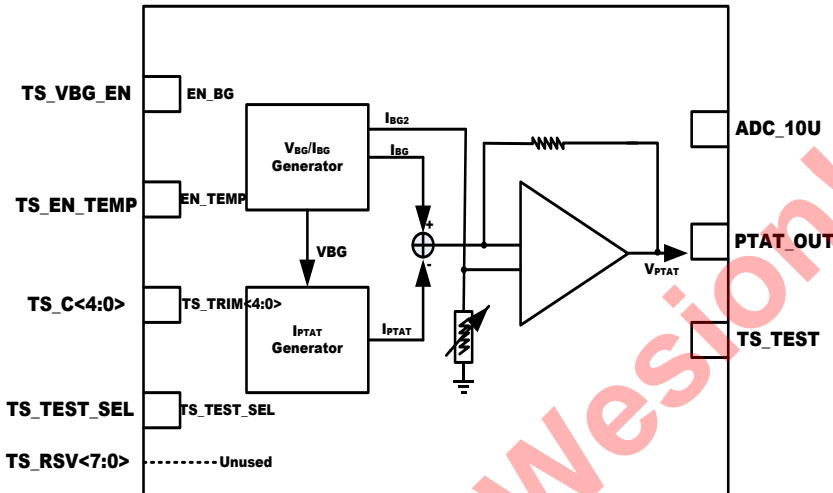 TS_VBG_EN
EN_BG
TS_EN_TEMP
EN_TEMP
TS_C<4:0>
TS_TRIM<4:0>
TS_TEST_SEL
TS_TEST_SEL
TS_RSV<7:0>
Unused
VBG/IBG
Generator
IBG2
IBG
VBG
IPTAT
Generator
IPTAT
+
-
VPTAT
ADC_10U
PTAT_OUT
TS_TEST
Wesion